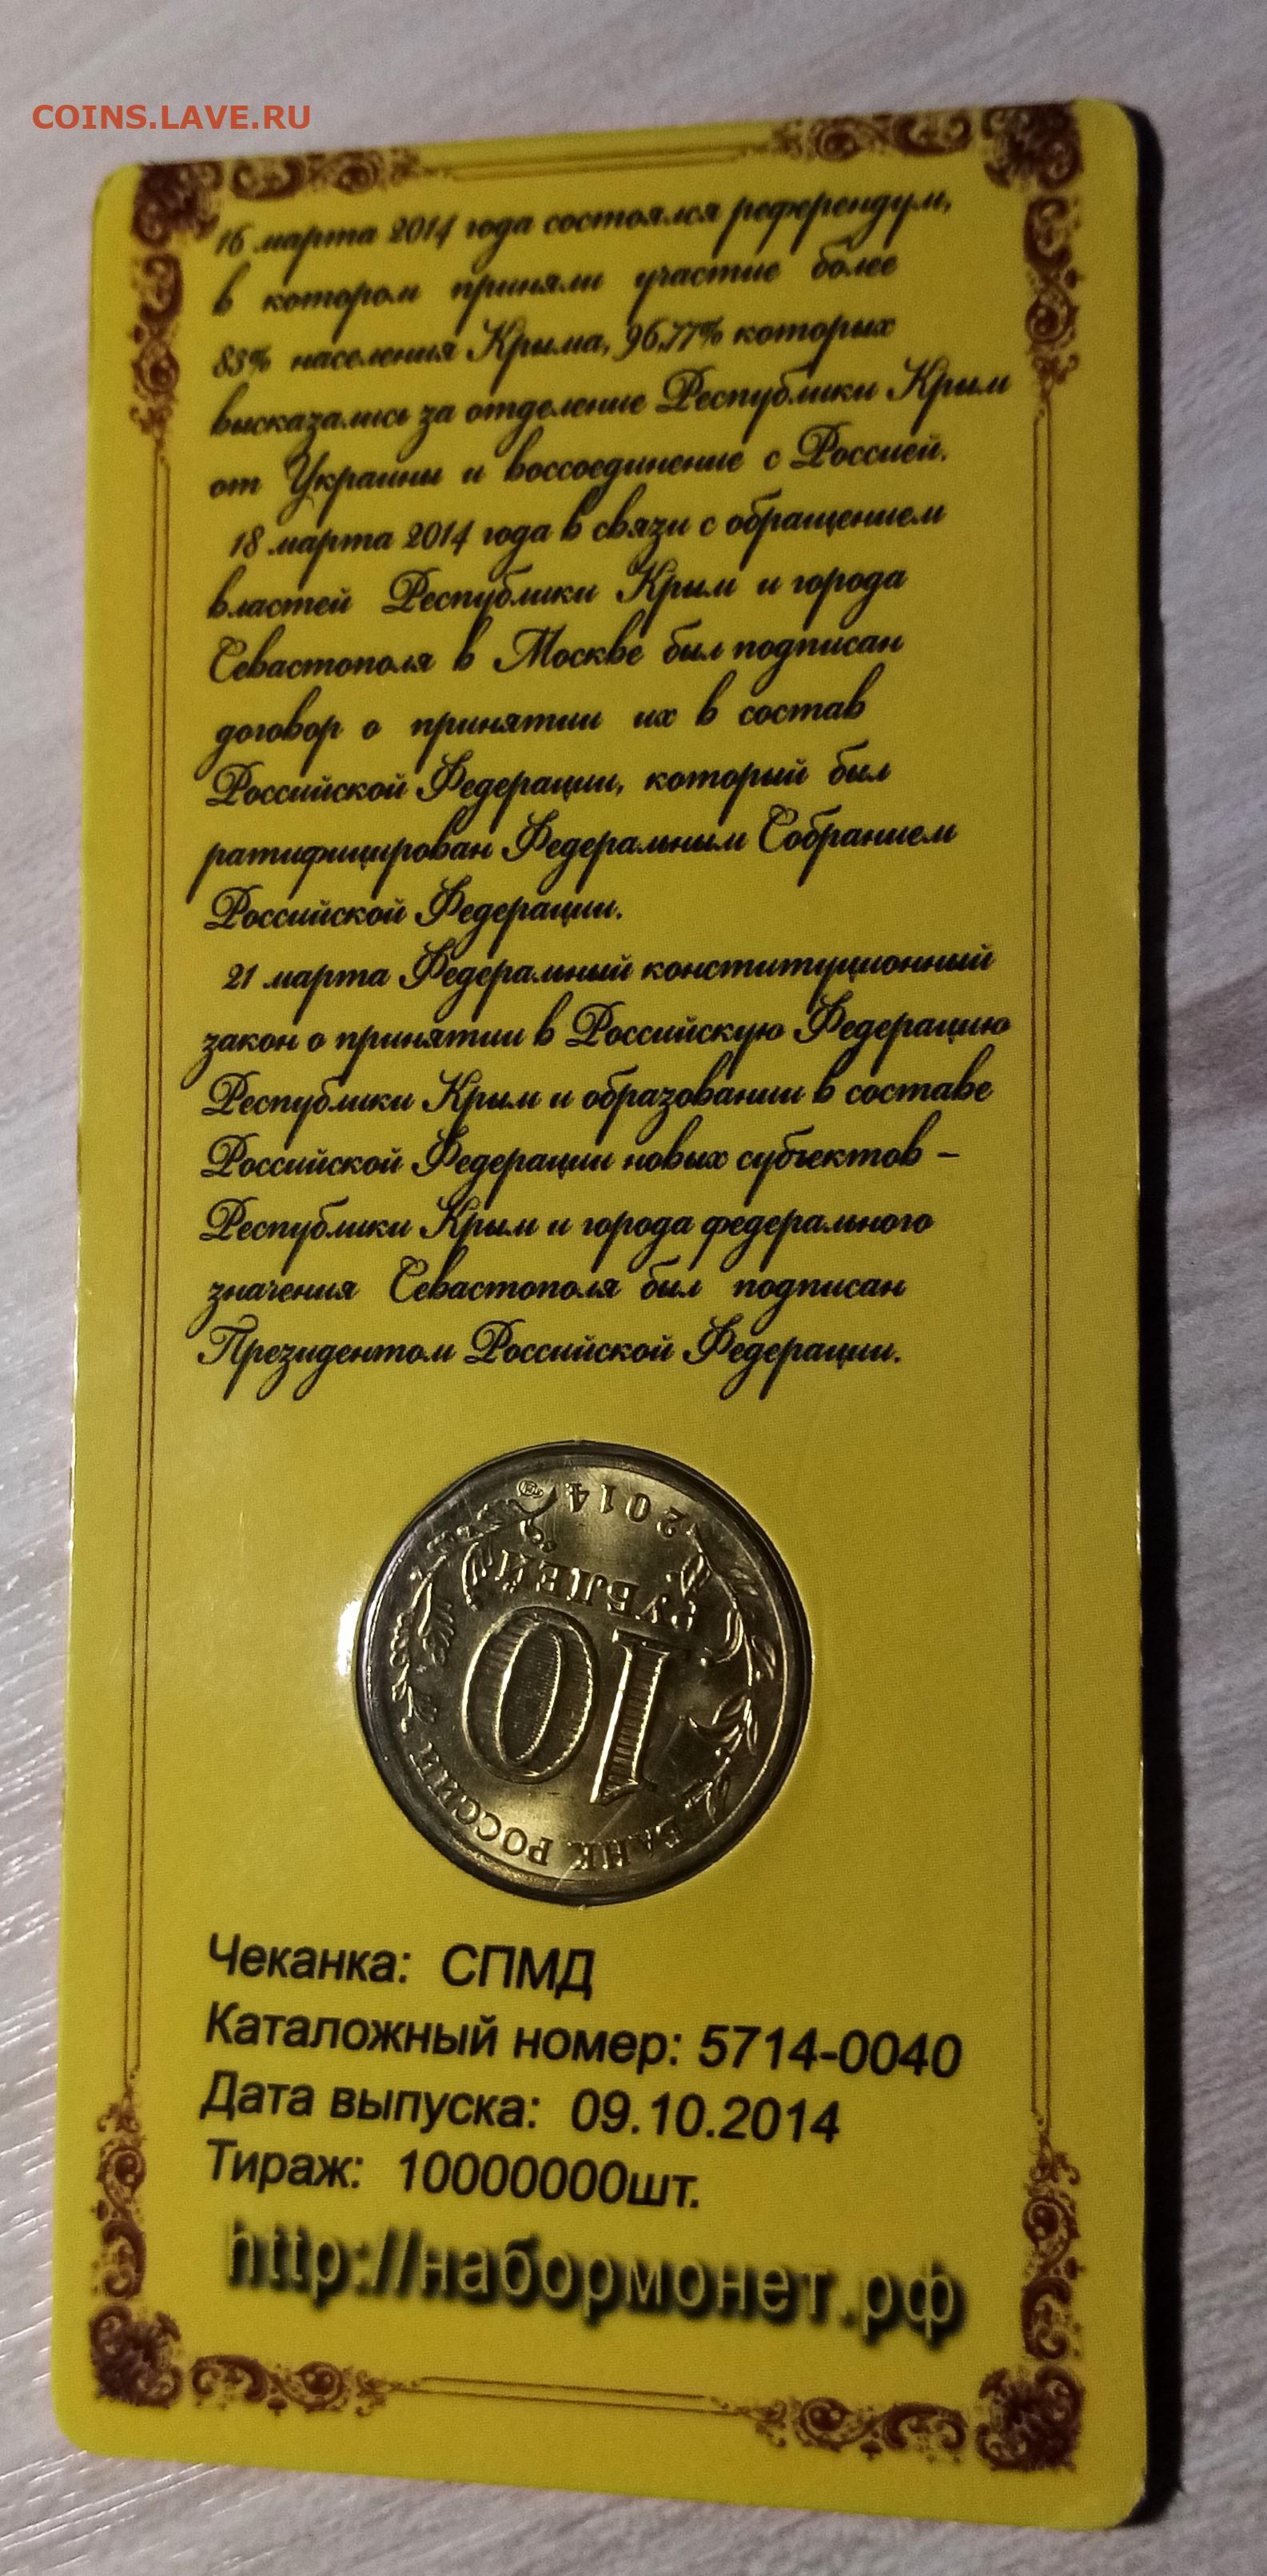 COINS.LAVE.RU
16 марта 2014 года состоялся референдум,
в котором приняли участие более
83% населения Крыма, 96,77% которых
высказались за отделение Республики Крым
от Украины и воссоединение с Россией.
18 марта 2014 года в связи с обращением
властей Республики Крым и города
Севастополя в Москве был подписан
договор о принятии их в состав
Российской Федерации, который был
ратифицирован Федеральным Собранием
Российской Федерации.
21 марта Федеральный конституционный
закон о принятии в Российскую Федерацию
Республики Крым и образовании в составе
Российской Федерации новых субъектов –
Республики Крым и города федерального
значения Севастополя был подписан
Президентом Российской Федерации.
БАНК РОССИИ
10
РУБЛЕЙ
2014
Чеканка: СПМД
Каталожный номер: 5714-0040
Дата выпуска: 09.10.2014
Тираж: 10000000шт.
http://набормонет.рф